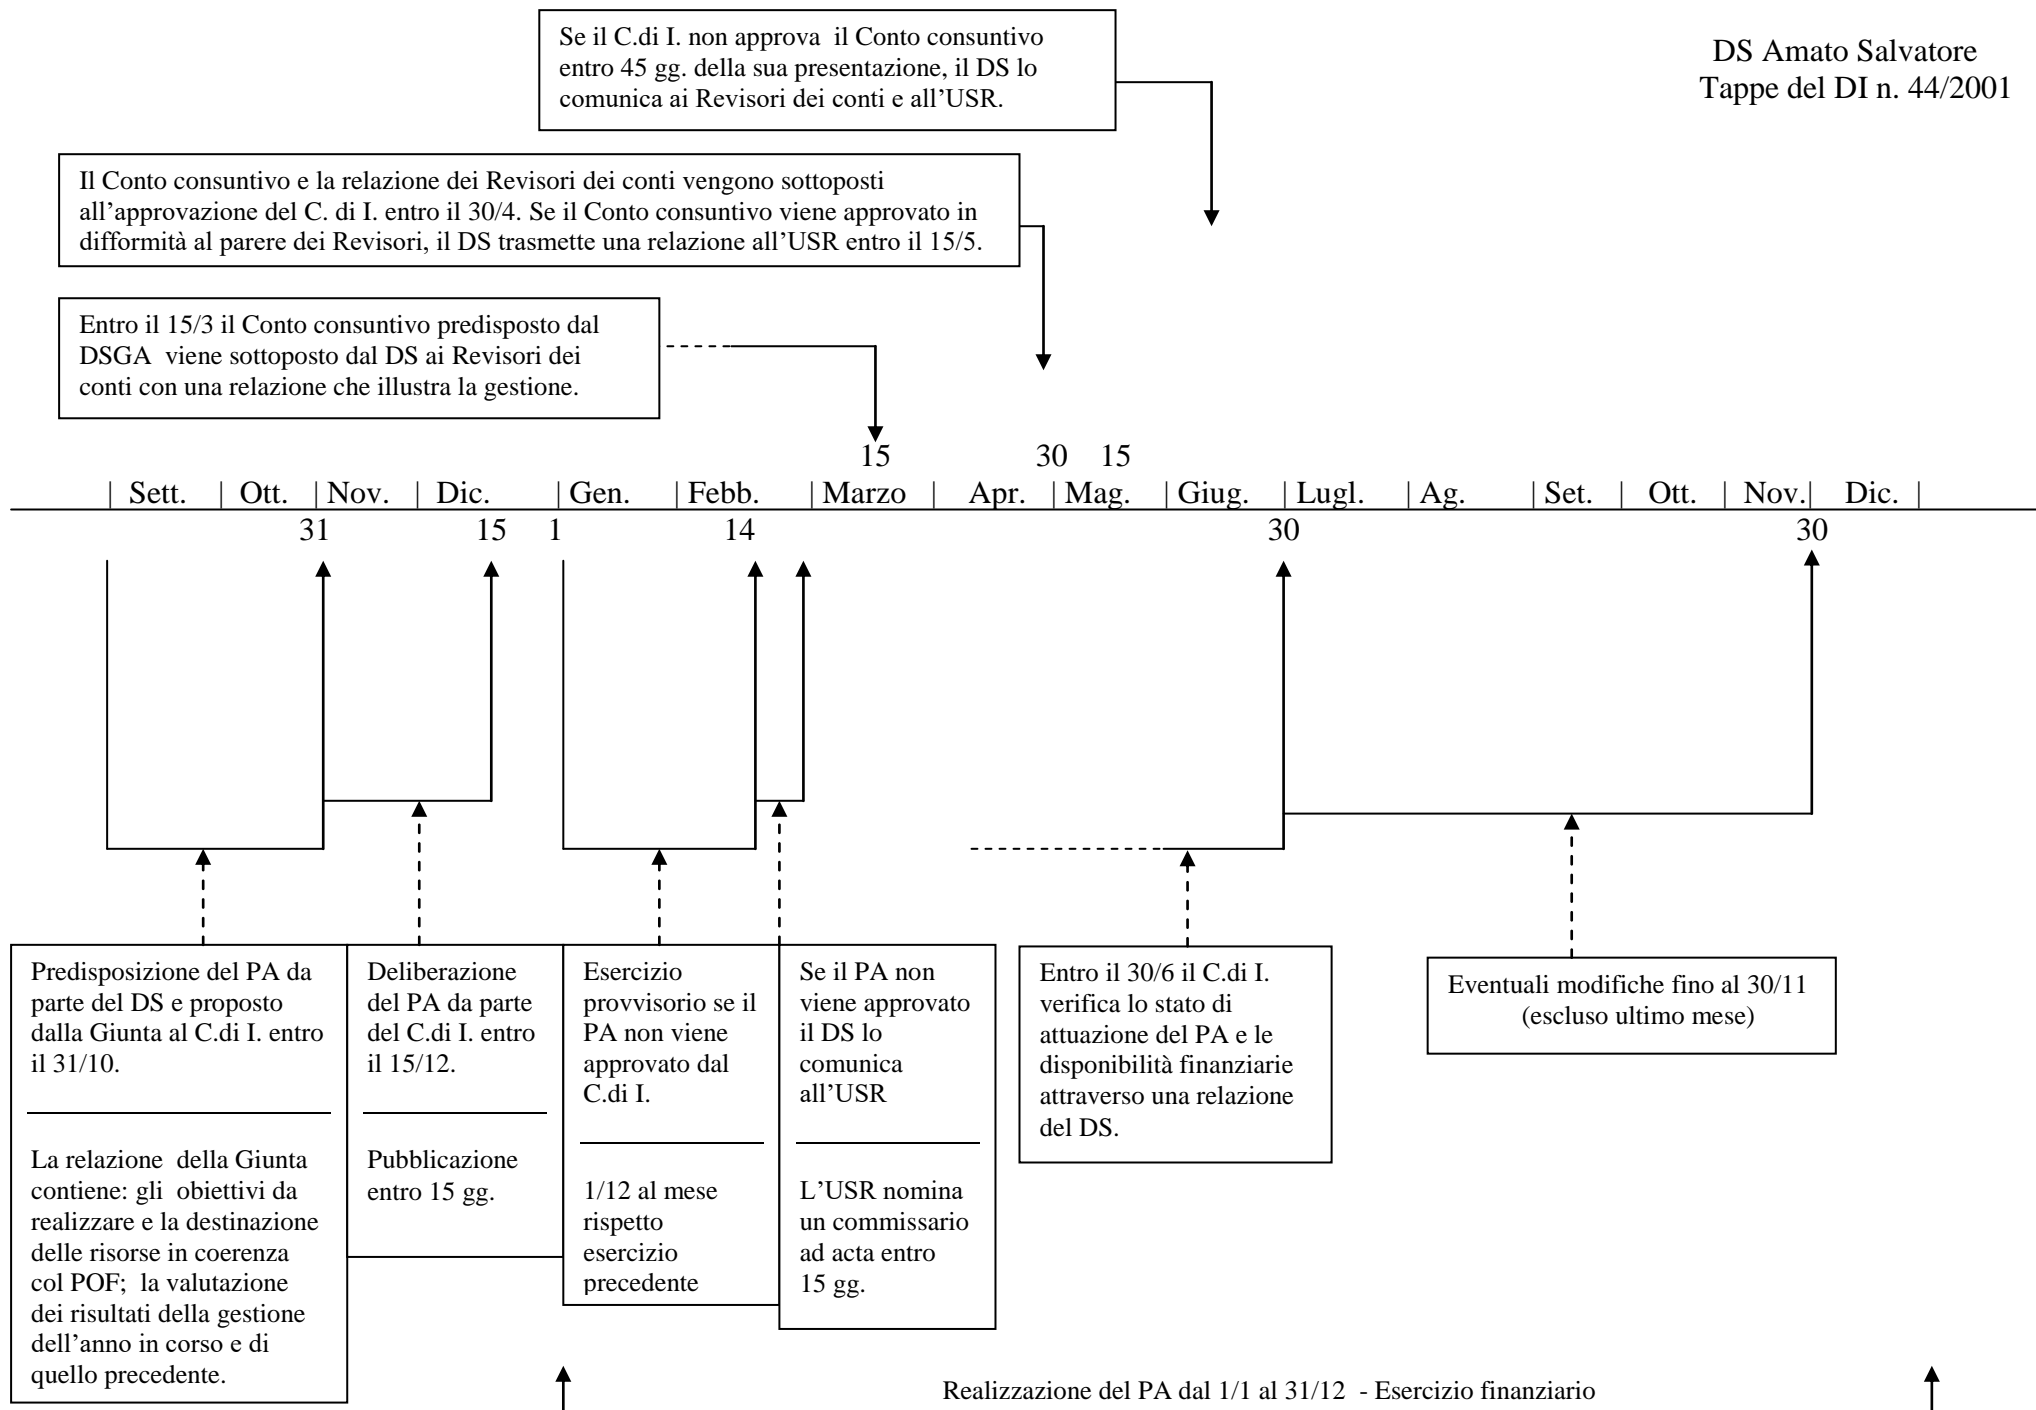 Se il C.di I. non approva  il Conto consuntivo
entro 45 gg. della sua presentazione, il DS lo
comunica ai Revisori dei conti e all'USR.
DS Amato Salvatore
Tappe del DI n. 44/2001
Il Conto consuntivo e la relazione dei Revisori dei conti vengono sottoposti
all'approvazione del C. di I. entro il 30/4. Se il Conto consuntivo viene approvato in
difformità al parere dei Revisori, il DS trasmette una relazione all'USR entro il 15/5.
Entro il 15/3 il Conto consuntivo predisposto dal
DSGA  viene sottoposto dal DS ai Revisori dei
conti con una relazione che illustra la gestione.
15 30 15
| Sett. | Ott. | Nov. | Dic. | Gen. | Febb. | Marzo | Apr. | Mag. | Giug. | Lugl. | Ag. | Set. | Ott. | Nov. | Dic. |
31 15 1 14 30 30
Predisposizione del PA da
parte del DS e proposto
dalla Giunta al C.di I. entro
il 31/10.
La relazione  della Giunta
contiene: gli  obiettivi da
realizzare e la destinazione
delle risorse in coerenza
col POF;  la valutazione
dei risultati della gestione
dell'anno in corso e di
quello precedente.
Deliberazione
del PA da parte
del C.di I. entro
il 15/12.
Pubblicazione
entro 15 gg.
Esercizio
provvisorio se il
PA non viene
approvato dal
C.di I.
1/12 al mese
rispetto
esercizio
precedente
Se il PA non
viene approvato
il DS lo
comunica
all'USR
L'USR nomina
un commissario
ad acta entro
15 gg.
Entro il 30/6 il C.di I.
verifica lo stato di
attuazione del PA e le
disponibilità finanziarie
attraverso una relazione
del DS.
Eventuali modifiche fino al 30/11
(escluso ultimo mese)
Realizzazione del PA dal 1/1 al 31/12  - Esercizio finanziario